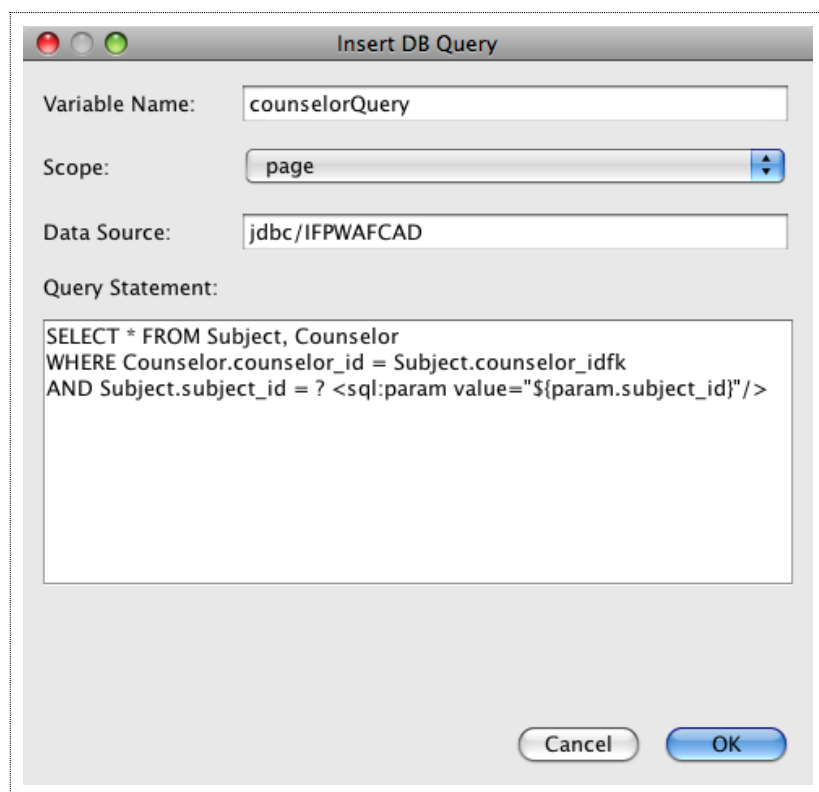 Insert DB Query
Variable Name: counselorQuery
Scope: page
Data Source: jdbc/IFPWAFCAD
Query Statement:
SELECT * FROM Subject, Counselor
WHERE Counselor.counselor_id = Subject.counselor_idfk
AND Subject.subject_id = ? <sql:param value="${param.subject_id}"/>
Cancel OK